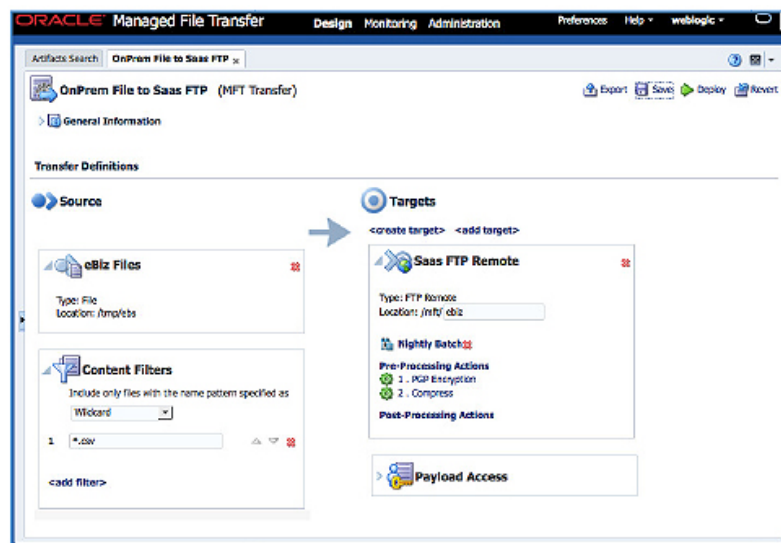 ORACLE Managed File Transfer
Design Monitoring Administration
Preferences Help weblogic
Artifacts Search
OnPrem File to Saas FTP
OnPrem File to Saas FTP (MFT Transfer)
Export Save Deploy Revert
General Information
Transfer Definitions
Source
Targets
<create target> <add target>
eBiz Files
Type: File
Location: /tmp/ebs
Content Filters
Include only files with the name pattern specified as
Wildcard
1 *.csv
<add filter>
Saas FTP Remote
Type: FTP Remote
Location: /mft/ ebiz
Nightly Batch
Pre-Processing Actions
1 . PGP Encryption
2 . Compress
Post-Processing Actions
Payload Access